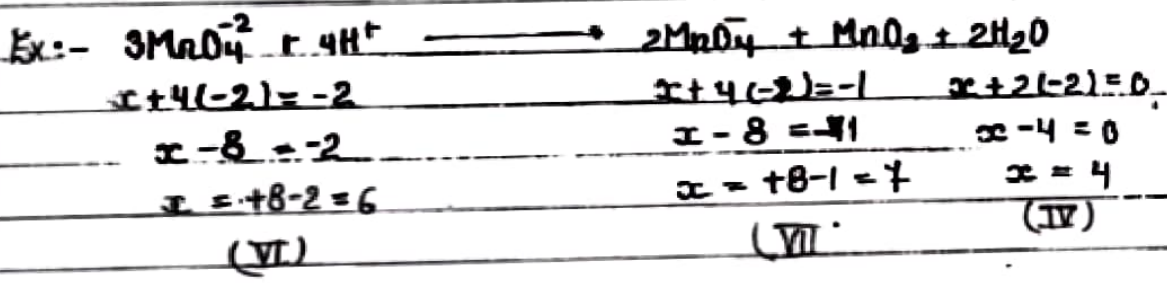 Ex:- 3MnO₄⁻² + 4H⁺ ⟶ 2MnO₄⁻ + MnO₂ + 2H₂O
x+4(-2)=-2 x+4(-2)=-1 x+2(-2)=0
x-8=-2 x-8=-1 x-4=0
x=+8-2=6 x=+8-1=7 x=4
(VI) (VII (IV)